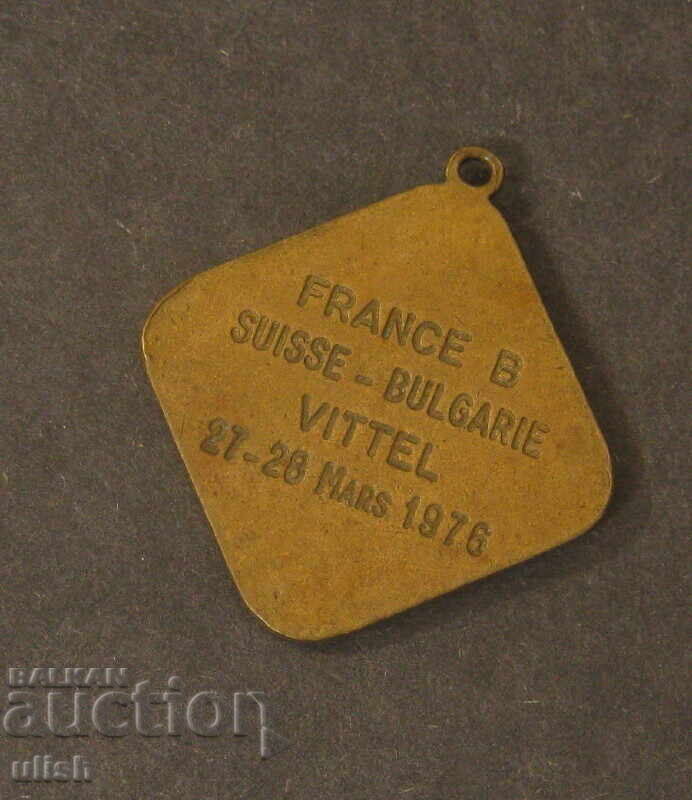 FRANCE B
SUISSE - BULGARIE
VITTEL
27-28 MARS 1976
BALKAN
auction
ulish